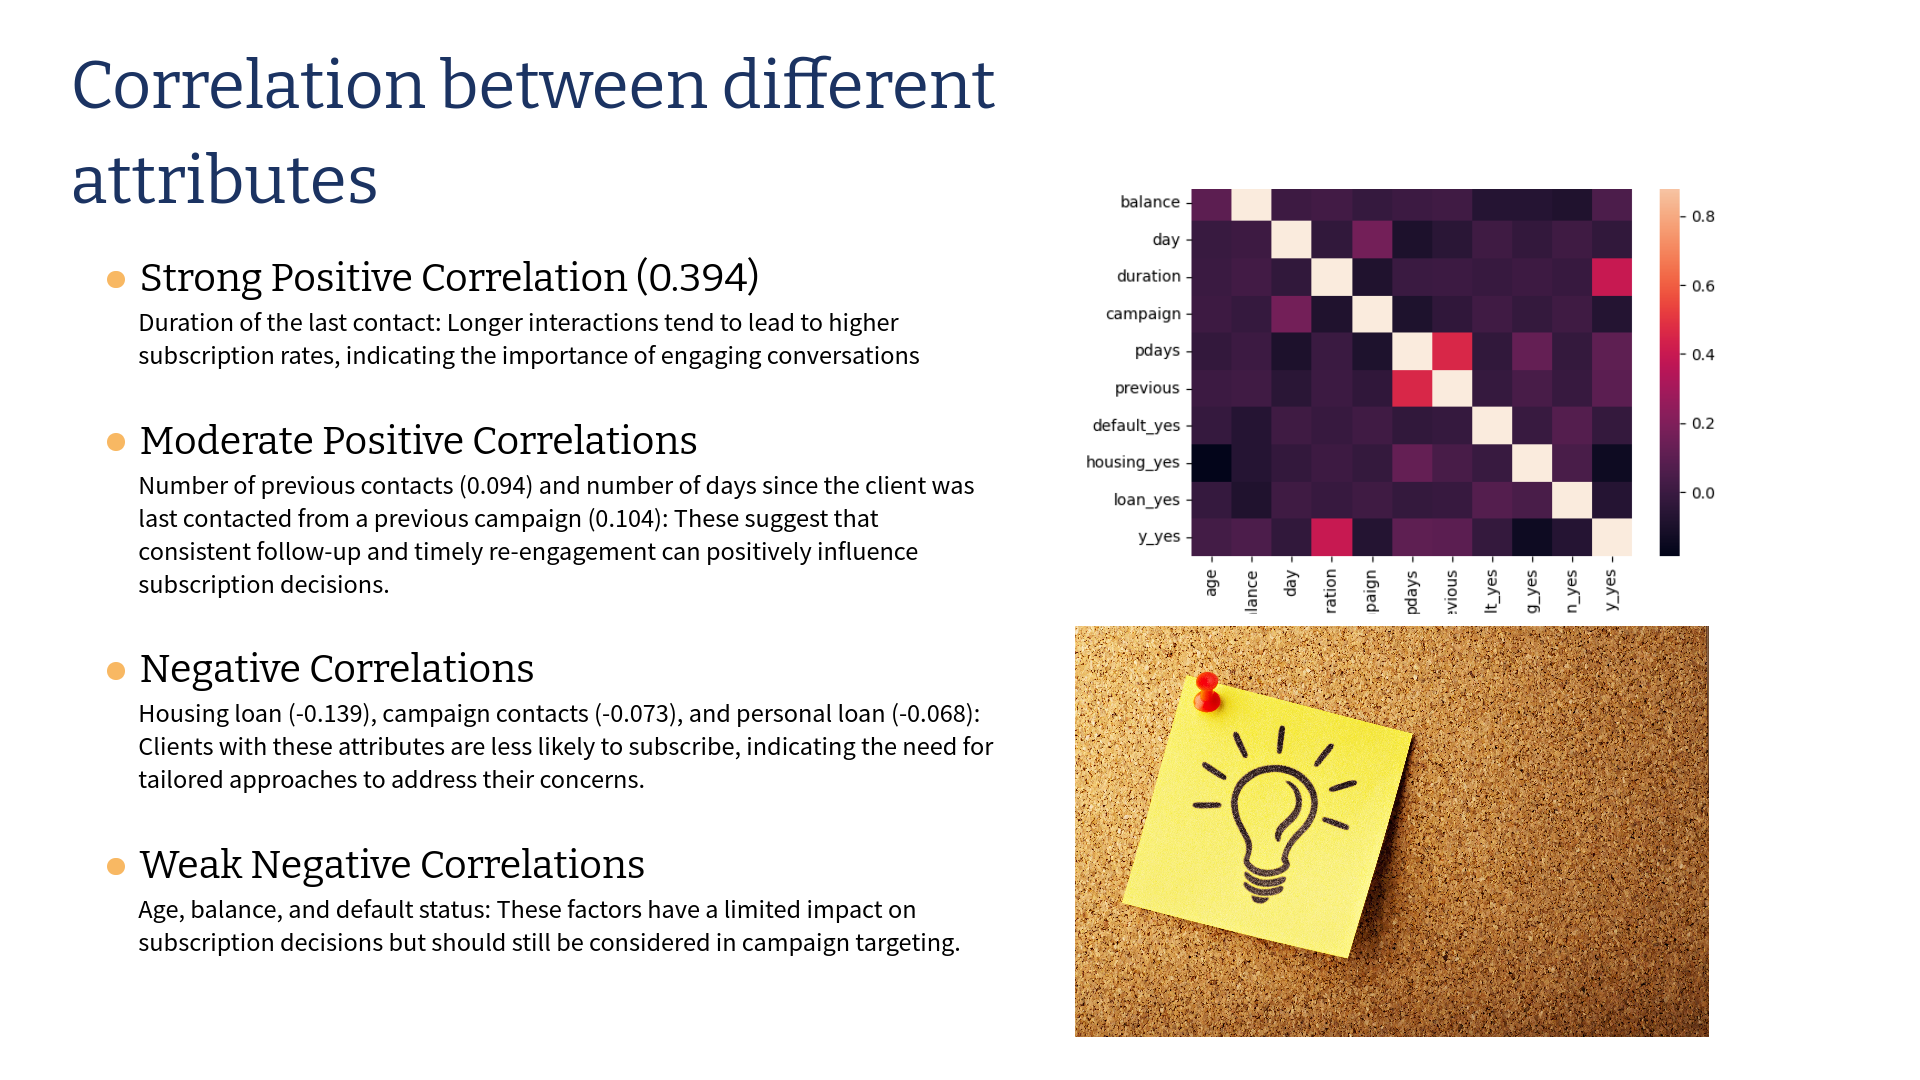 Correlation between different
attributes
Strong Positive Correlation (0.394)
Duration of the last contact: Longer interactions tend to lead to higher
subscription rates, indicating the importance of engaging conversations
Moderate Positive Correlations
Number of previous contacts (0.094) and number of days since the client was
last contacted from a previous campaign (0.104): These suggest that
consistent follow-up and timely re-engagement can positively influence
subscription decisions.
Negative Correlations
Housing loan (-0.139), campaign contacts (-0.073), and personal loan (-0.068):
Clients with these attributes are less likely to subscribe, indicating the need for
tailored approaches to address their concerns.
Weak Negative Correlations
Age, balance, and default status: These factors have a limited impact on
subscription decisions but should still be considered in campaign targeting.
balance
day
duration
campaign
pdays
previous
default_yes
housing_yes
loan_yes
y_yes
age
lance
day
ration
paign
pdays
vious
lt_yes
g_yes
n_yes
y_yes
0.8
0.6
0.4
0.2
0.0